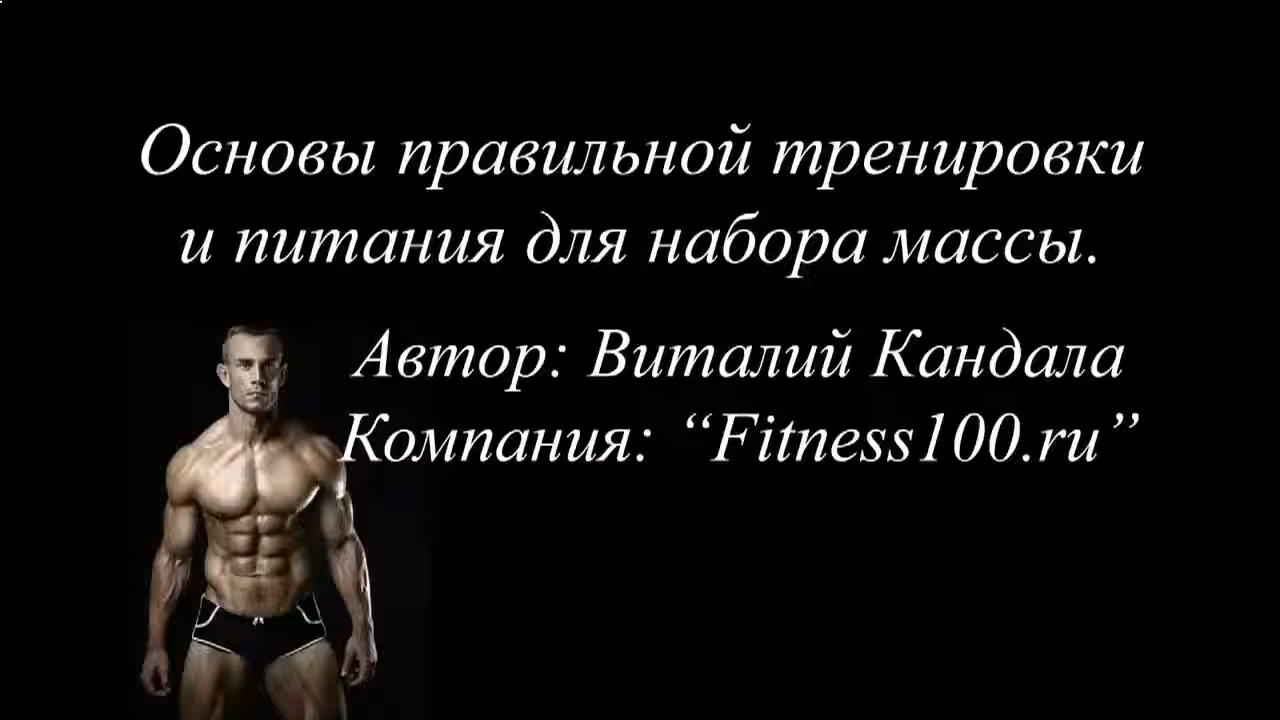 Основы правильной тренировки
и питания для набора массы.
Автор: Виталий Кандала
Компания: “Fitness100.ru”